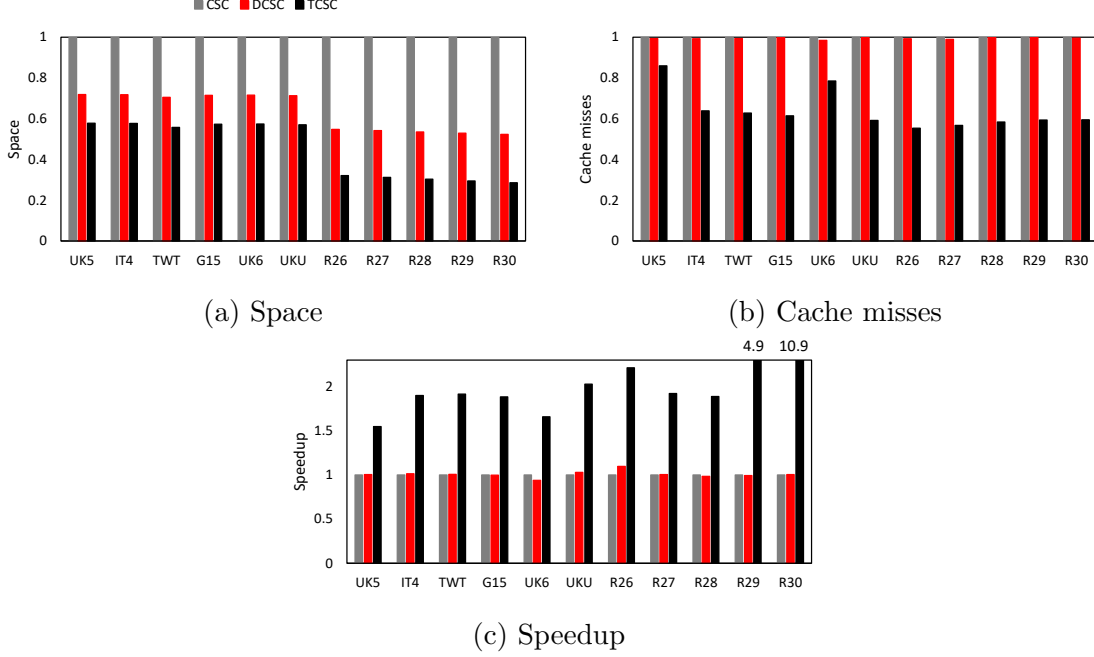 CSC DCSC TCSC
1 1
0.8 0.8
0.6 0.6
0.4 0.4
0.2 0.2
0 0
Space
Cache misses
UK5 IT4 TWT G15 UK6 UKU R26 R27 R28 R29 R30
UK5 IT4 TWT G15 UK6 UKU R26 R27 R28 R29 R30
(a) Space
(b) Cache misses
4.9 10.9
2
1.5
1
0.5
0
Speedup
UK5 IT4 TWT G15 UK6 UKU R26 R27 R28 R29 R30
(c) Speedup